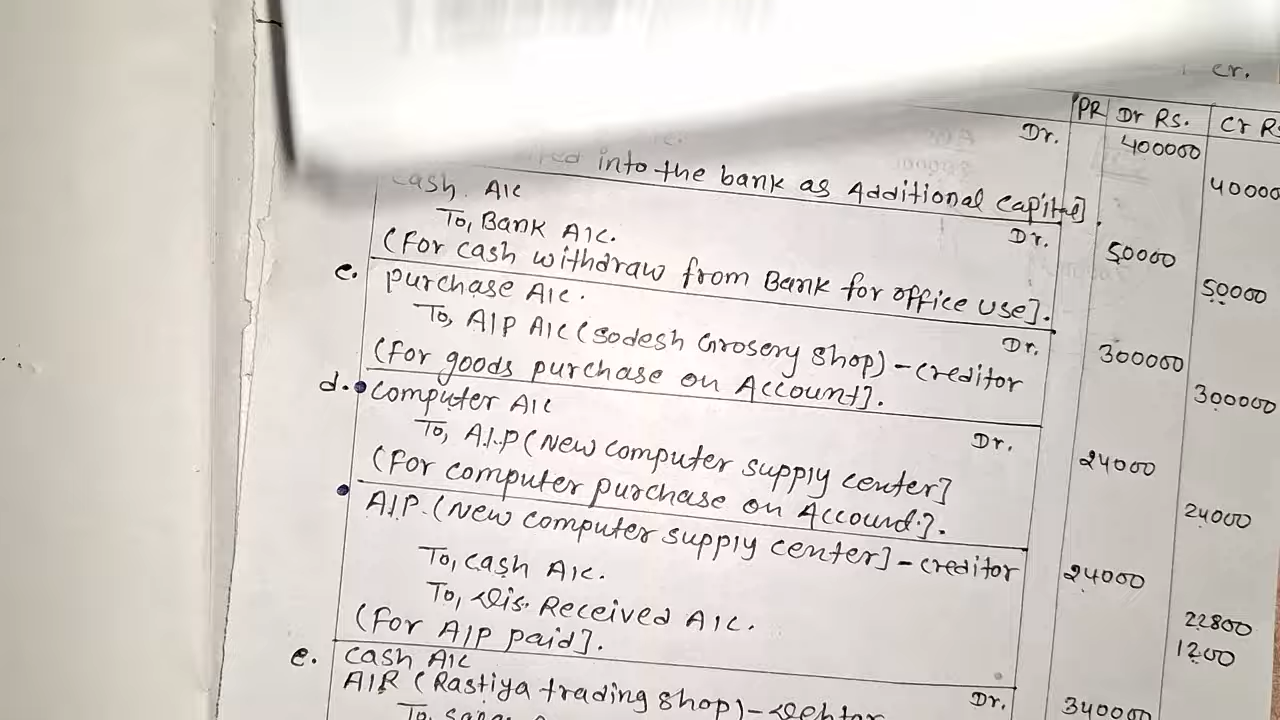 cr.
PR Dr Rs. Cr Rs
Dr. 400000
into the bank as Additional capital].
40000
cash A/c Dr. 50000
To, Bank A/c. 50000
(For cash withdraw from Bank for office use].
c. purchase A/c. Dr. 300000
To, A/P A/c (sodesh Grosery shop) - creditor 300000
(for goods purchase on Account].
d. computer A/c Dr. 24000
To, A.I.P (New computer supply center] 24000
(For computer purchase on Accound.].
A/P. (New computer supply center] - creditor 24000
To, cash A/c. 22800
To, Dis. Received A/c. 1200
(For A/P paid].
e. cash A/c Dr. 340000
A/R (Rastiya trading shop) - Debtor
To,